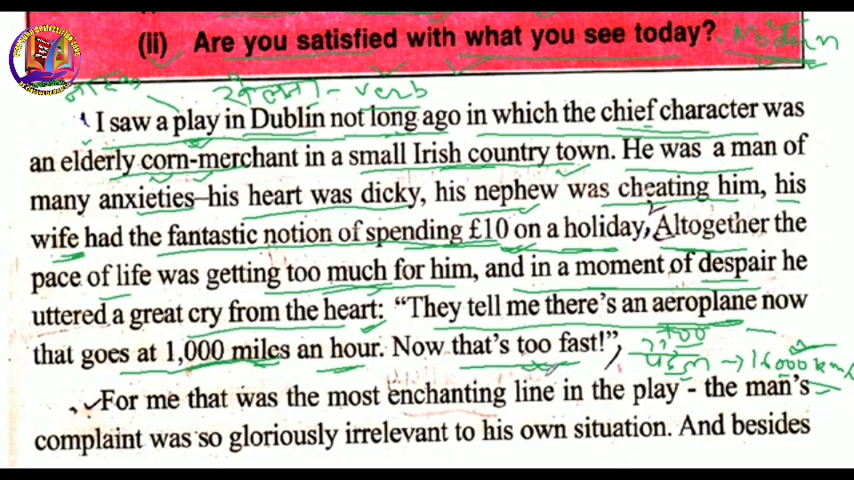 (ii) Are you satisfied with what you see today? Modern
verb
I saw a play in Dublin not long ago in which the chief character was
an elderly corn-merchant in a small Irish country town. He was a man of
many anxieties–his heart was dicky, his nephew was cheating him, his
wife had the fantastic notion of spending £10 on a holiday, Altogether the
pace of life was getting too much for him, and in a moment of despair he
uttered a great cry from the heart: “They tell me there's an aeroplane now
that goes at 1,000 miles an hour. Now that's too fast!”
For me that was the most enchanting line in the play - the man's
complaint was so gloriously irrelevant to his own situation. And besides